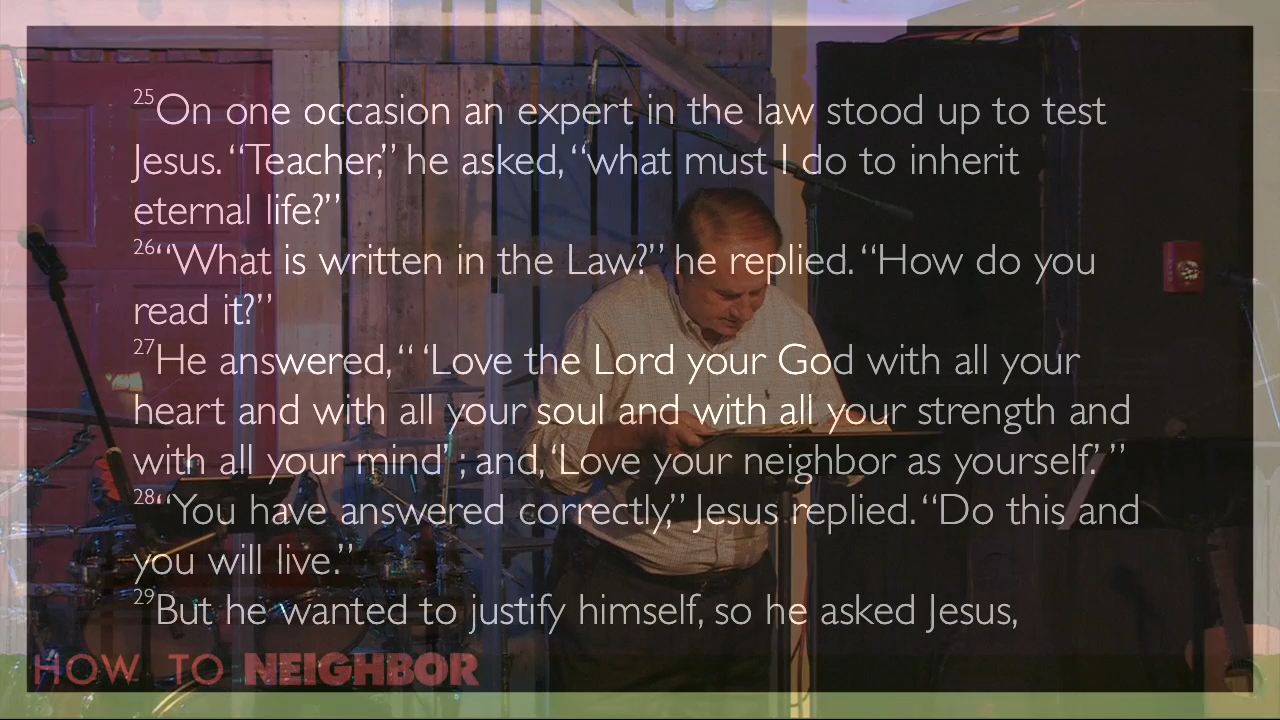 25On one occasion an expert in the law stood up to test
Jesus. “Teacher,” he asked, “what must I do to inherit
eternal life?”
26“What is written in the Law?” he replied. “How do you
read it?”
27He answered, “ ‘Love the Lord your God with all your
heart and with all your soul and with all your strength and
with all your mind’ ; and, ‘Love your neighbor as yourself.’ ”
28“You have answered correctly,” Jesus replied. “Do this and
you will live.”
29But he wanted to justify himself, so he asked Jesus,
HOW TO NEIGHBOR